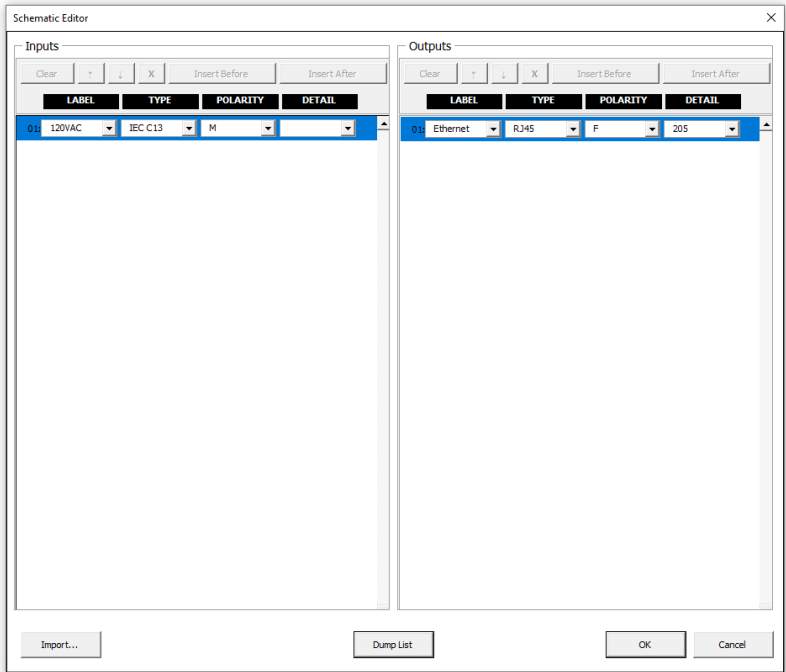 Schematic Editor
Inputs
Clear ↑ ↓ X Insert Before Insert After
LABEL TYPE POLARITY DETAIL
01: 120VAC IEC C13 M
Outputs
Clear ↑ ↓ X Insert Before Insert After
LABEL TYPE POLARITY DETAIL
01: Ethernet RJ45 F 205
Import... Dump List OK Cancel